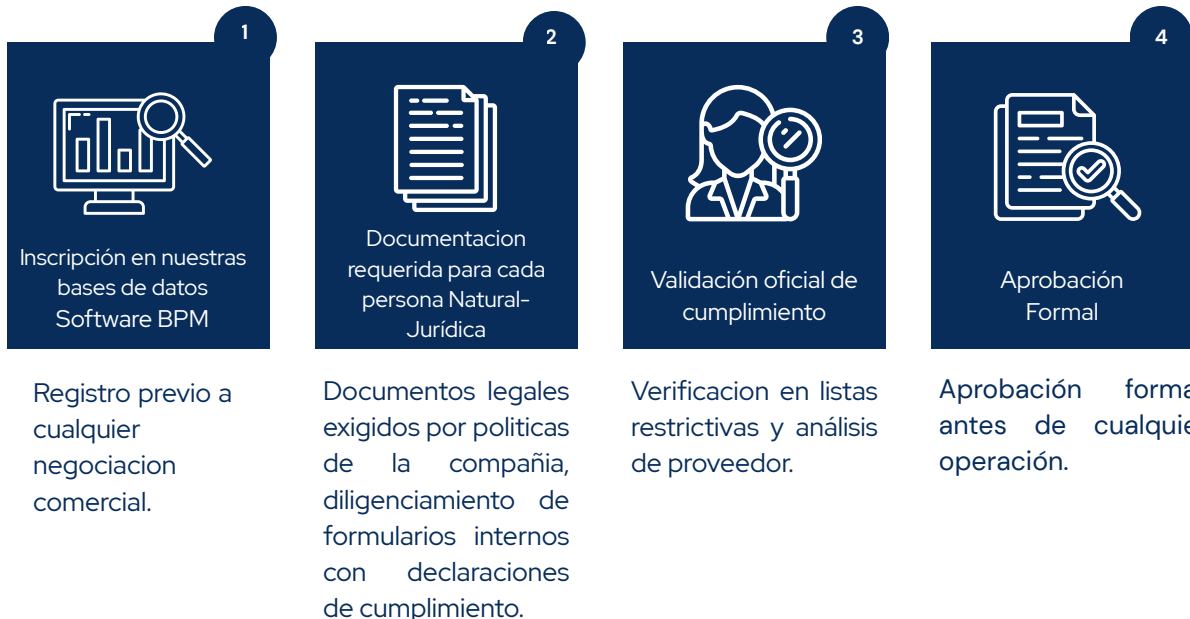 1
Inscripción en nuestras
bases de datos
Software BPM
Registro previo a
cualquier
negociacion
comercial.
2
Documentacion
requerida para cada
persona Natural-
Jurídica
Documentos legales
exigidos por politicas
de la compañia,
diligenciamiento de
formularios internos
con declaraciones
de cumplimiento.
3
Validación oficial de
cumplimiento
Verificacion en listas
restrictivas y análisis
de proveedor.
4
Aprobación
Formal
Aprobación forma
antes de cualquie
operación.